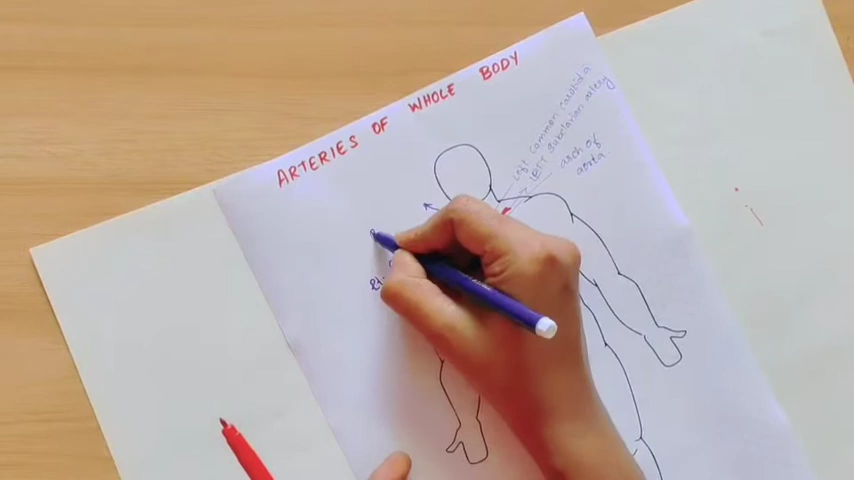 ARTERIES OF WHOLE BODY
left common carotid a
LEFT subclavian artery
arch of
aorta